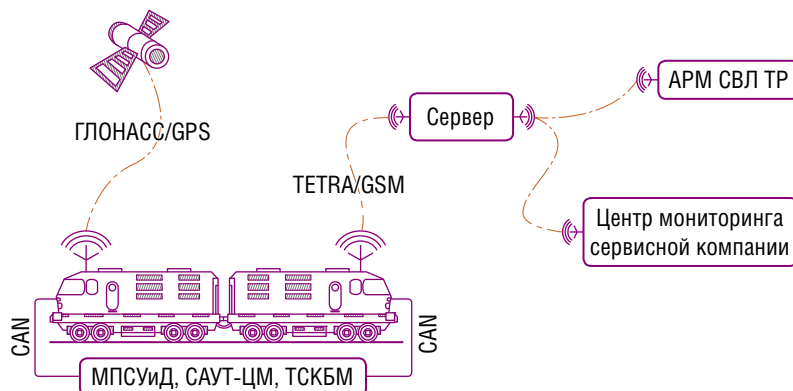 АРМ СВЛ ТР
Сервер
ГЛОНАСС/GPS
TETRA/GSM
Центр мониторинга
сервисной компании
CAN
CAN
МПСУиД, САУТ-ЦМ, ТСКБМ